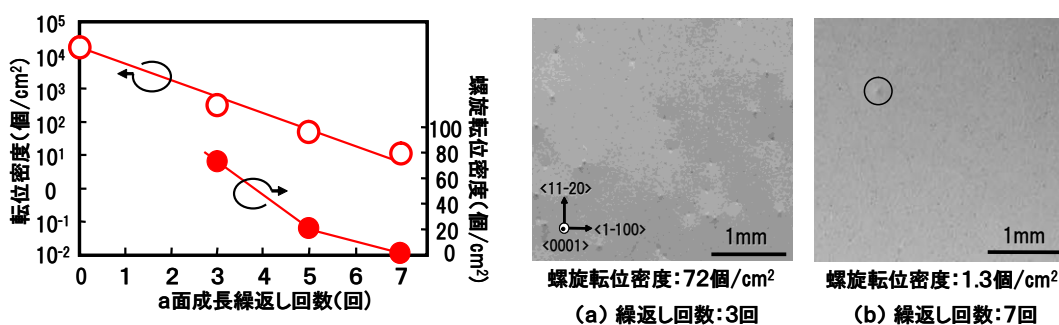 10⁵
10⁴
10³
10²
10¹
0
10⁻¹
10⁻²
転位密度(個/cm²)
100
80
60
40
20
0
螺旋転位密度(個/cm²)
0 1 2 3 4 5 6 7
a面成長繰返し回数(回)
<11-20>
<1-100>
<0001>
1mm
螺旋転位密度:72個/cm²
(a) 繰返し回数:3回
1mm
螺旋転位密度:1.3個/cm²
(b) 繰返し回数:7回